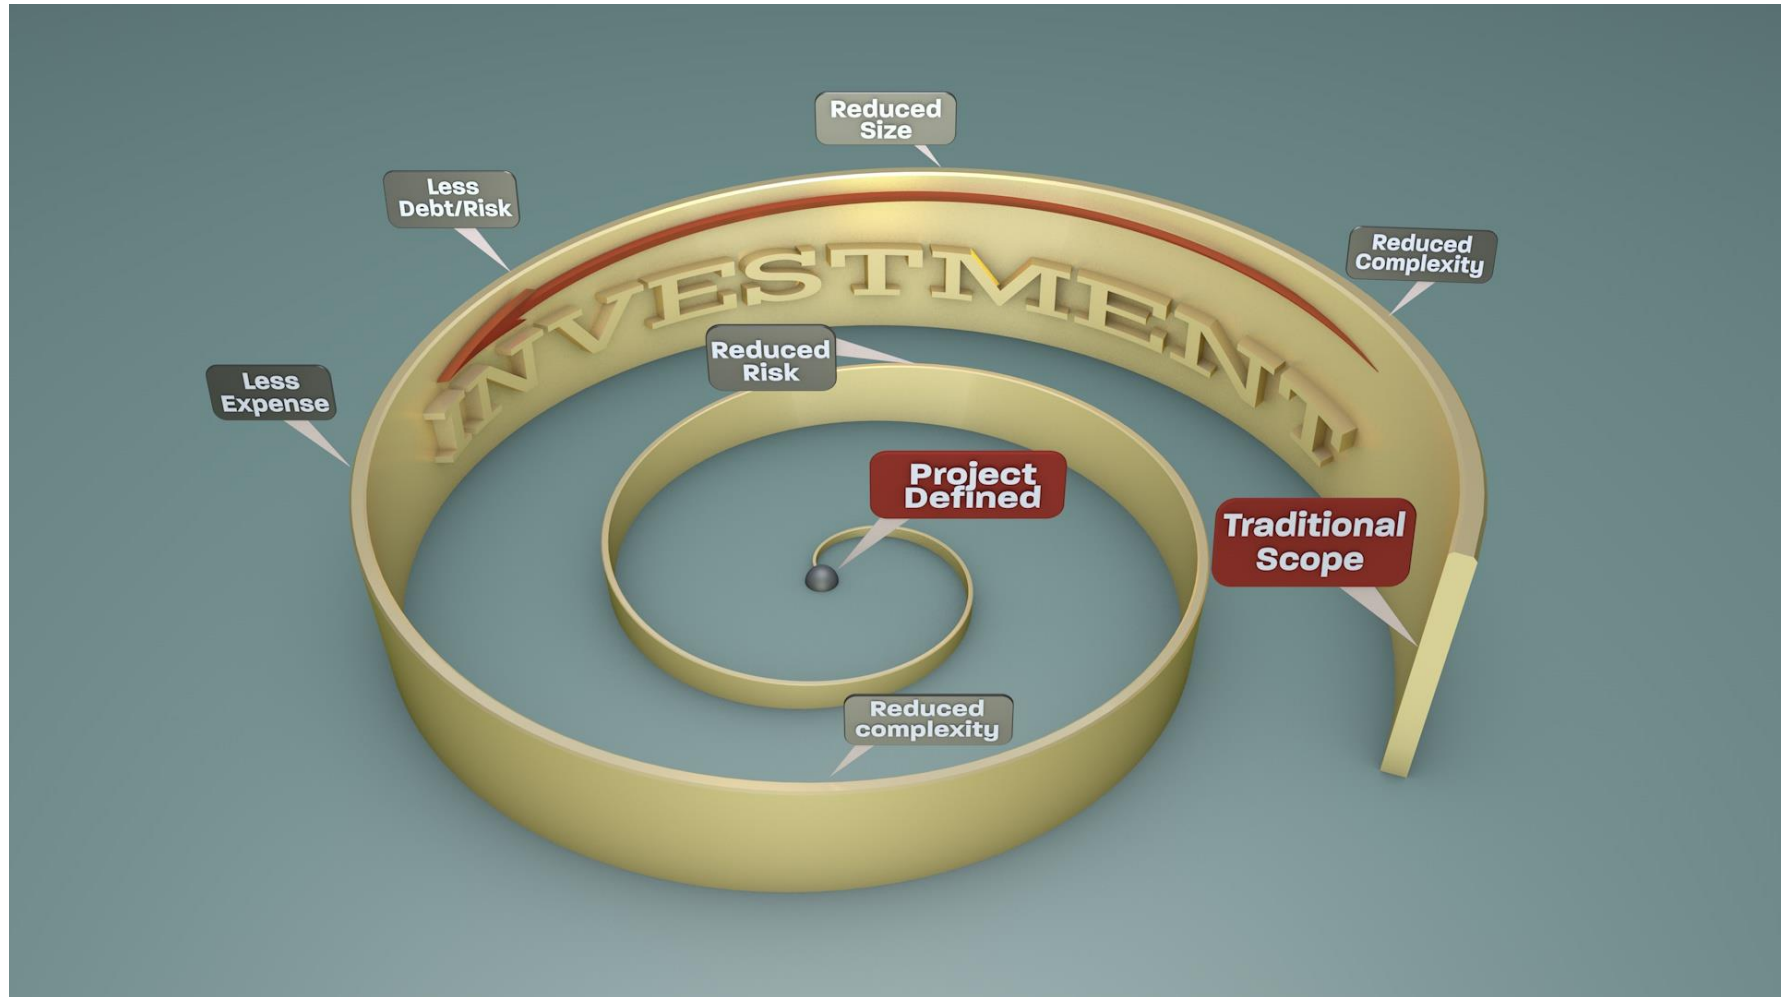 Reduced
Size
Less
Debt/Risk
Reduced
Complexity
INVESTMENT
Reduced
Risk
Less
Expense
Project
Defined
Traditional
Scope
Reduced
complexity